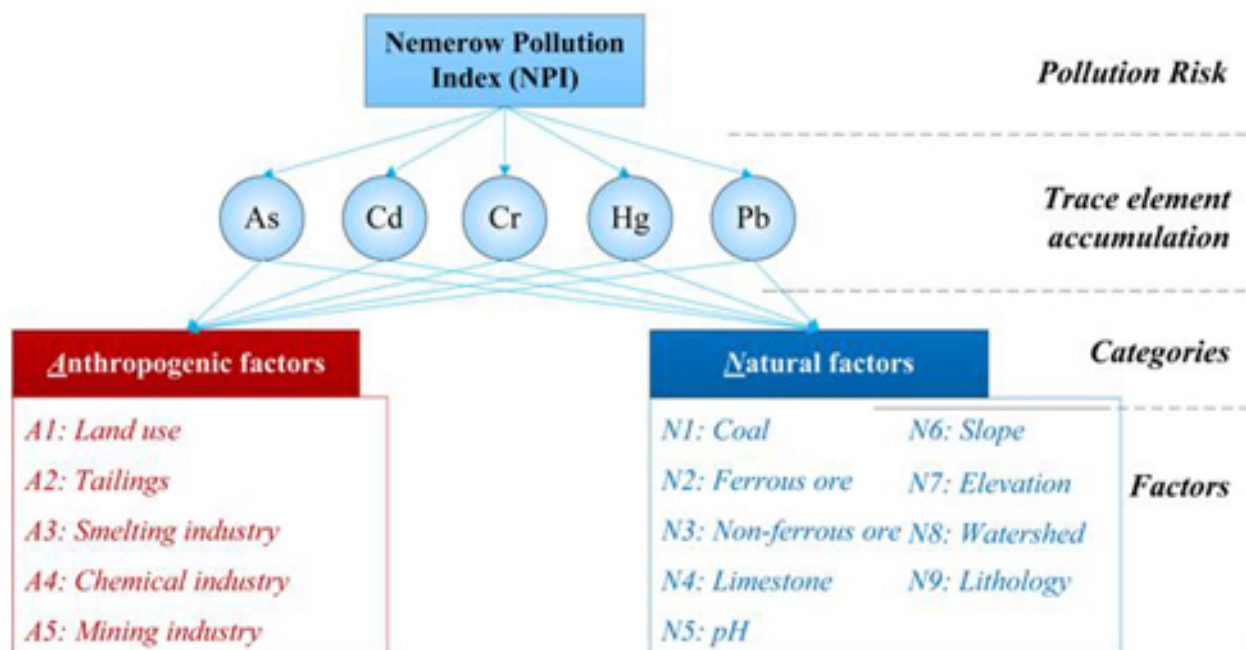 Nemerow Pollution
Index (NPI)
Pollution Risk
As
Cd
Cr
Hg
Pb
Trace element
accumulation
Categories
Anthropogenic factors
Natural factors
A1: Land use
A2: Tailings
A3: Smelting industry
A4: Chemical industry
A5: Mining industry
N1: Coal
N2: Ferrous ore
N3: Non-ferrous ore
N4: Limestone
N5: pH
N6: Slope
N7: Elevation
N8: Watershed
N9: Lithology
Factors